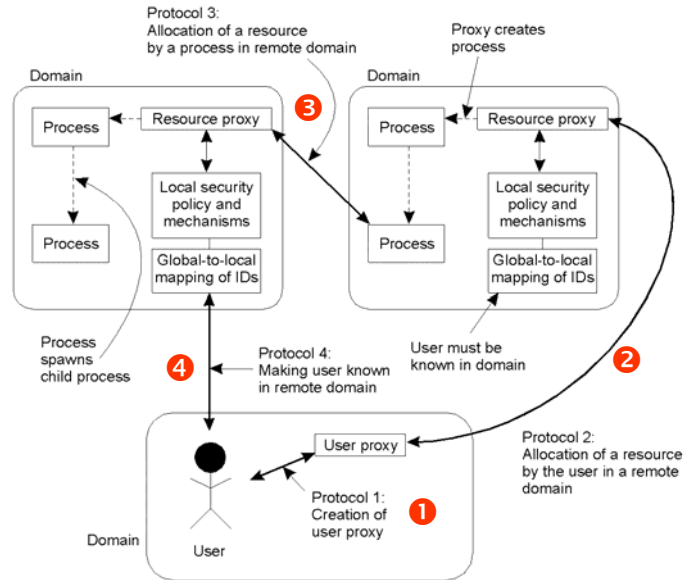 Protocol 3:
Allocation of a resource
by a process in remote domain
Proxy creates
process
Domain
Domain
3
Process
Resource proxy
Process
Resource proxy
Local security
policy and
mechanisms
Local security
policy and
mechanisms
Process
Process
Global-to-local
mapping of IDs
Global-to-local
mapping of IDs
Process
spawns
child process
4
Protocol 4:
Making user known
in remote domain
User must be
known in domain
2
Protocol 2:
Allocation of a resource
by the user in a remote
domain
User proxy
Protocol 1:
Creation of
user proxy
1
Domain
User